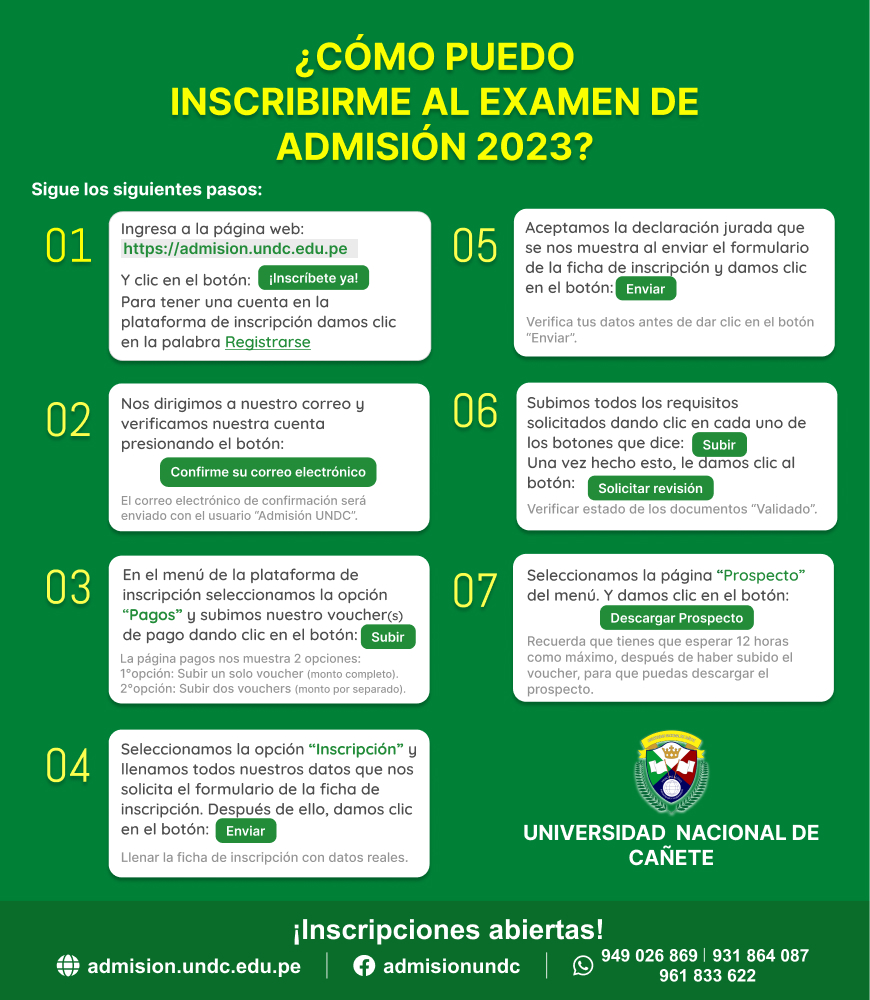 ¿CÓMO PUEDO
INSCRIBIRME AL EXAMEN DE
ADMISIÓN 2023?
Sigue los siguientes pasos:
01
Ingresa a la página web:
https://admision.undc.edu.pe
Y clic en el botón: ¡Inscríbete ya!
Para tener una cuenta en la
plataforma de inscripción damos clic
en la palabra Registrarse
02
Nos dirigimos a nuestro correo y
verificamos nuestra cuenta
presionando el botón:
Confirme su correo electrónico
El correo electrónico de confirmación será
enviado con el usuario “Admisión UNDC”.
03
En el menú de la plataforma de
inscripción seleccionamos la opción
“Pagos” y subimos nuestro voucher(s)
de pago dando clic en el botón: Subir
La página pagos nos muestra 2 opciones:
1°opción: Subir un solo voucher (monto completo).
2°opción: Subir dos vouchers (monto por separado).
04
Seleccionamos la opción “Inscripción” y
llenamos todos nuestros datos que nos
solicita el formulario de la ficha de
inscripción. Después de ello, damos clic
en el botón: Enviar
Llenar la ficha de inscripción con datos reales.
05
Aceptamos la declaración jurada que
se nos muestra al enviar el formulario
de la ficha de inscripción y damos clic
en el botón: Enviar
Verifica tus datos antes de dar clic en el botón
“Enviar”.
06
Subimos todos los requisitos
solicitados dando clic en cada uno de
los botones que dice: Subir
Una vez hecho esto, le damos clic al
botón: Solicitar revisión
Verificar estado de los documentos “Validado”.
07
Seleccionamos la página “Prospecto”
del menú. Y damos clic en el botón:
Descargar Prospecto
Recuerda que tienes que esperar 12 horas
como máximo, después de haber subido el
voucher, para que puedas descargar el
prospecto.
UNIVERSIDAD NACIONAL DE
CAÑETE
¡Inscripciones abiertas!
admision.undc.edu.pe
admisionundc
949 026 869 | 931 864 087
961 833 622